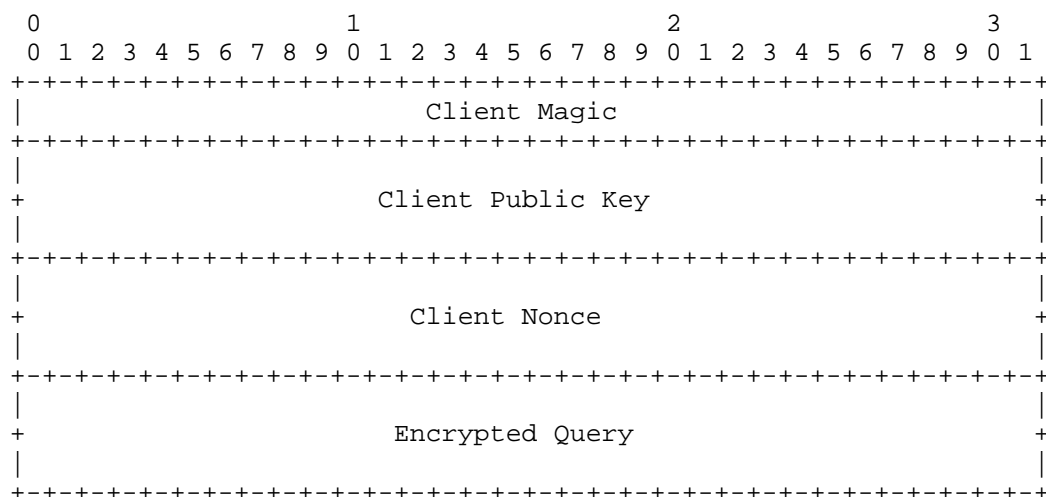 0                   1                   2                   3
 0 1 2 3 4 5 6 7 8 9 0 1 2 3 4 5 6 7 8 9 0 1 2 3 4 5 6 7 8 9 0 1
+-+-+-+-+-+-+-+-+-+-+-+-+-+-+-+-+-+-+-+-+-+-+-+-+-+-+-+-+-+-+-+-+
|                         Client Magic                          |
+-+-+-+-+-+-+-+-+-+-+-+-+-+-+-+-+-+-+-+-+-+-+-+-+-+-+-+-+-+-+-+-+
|                                                               |
+                      Client Public Key                        +
|                                                               |
+-+-+-+-+-+-+-+-+-+-+-+-+-+-+-+-+-+-+-+-+-+-+-+-+-+-+-+-+-+-+-+-+
|                                                               |
+                        Client Nonce                           +
|                                                               |
+-+-+-+-+-+-+-+-+-+-+-+-+-+-+-+-+-+-+-+-+-+-+-+-+-+-+-+-+-+-+-+-+
|                                                               |
+                       Encrypted Query                         +
|                                                               |
+-+-+-+-+-+-+-+-+-+-+-+-+-+-+-+-+-+-+-+-+-+-+-+-+-+-+-+-+-+-+-+-+